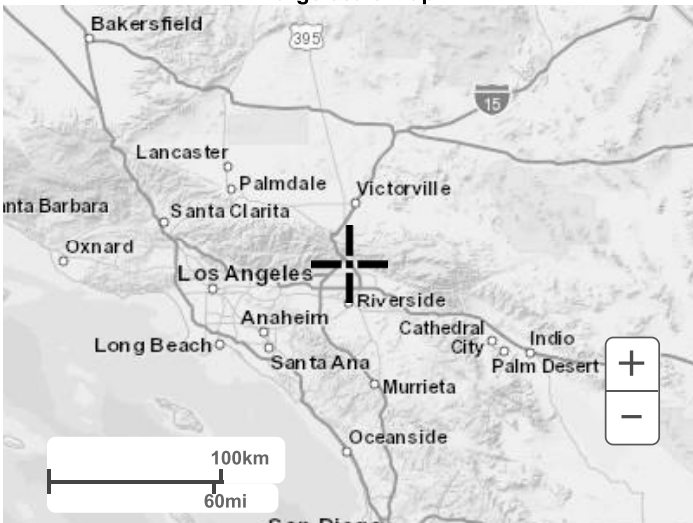 Bakersfield
395
15
Lancaster
Palmdale
Victorville
nta Barbara
Santa Clarita
Oxnard
Los Angeles
Riverside
Anaheim
Cathedral
City
Indio
Long Beach
Santa Ana
Palm Desert
+
Murrieta
−
Oceanside
100km
60mi